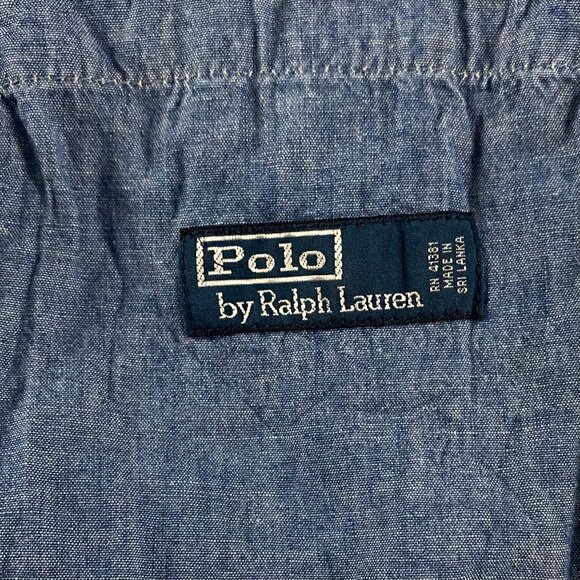 Polo
by Ralph Lauren
RN 41381
MADE IN
SRI LANKA